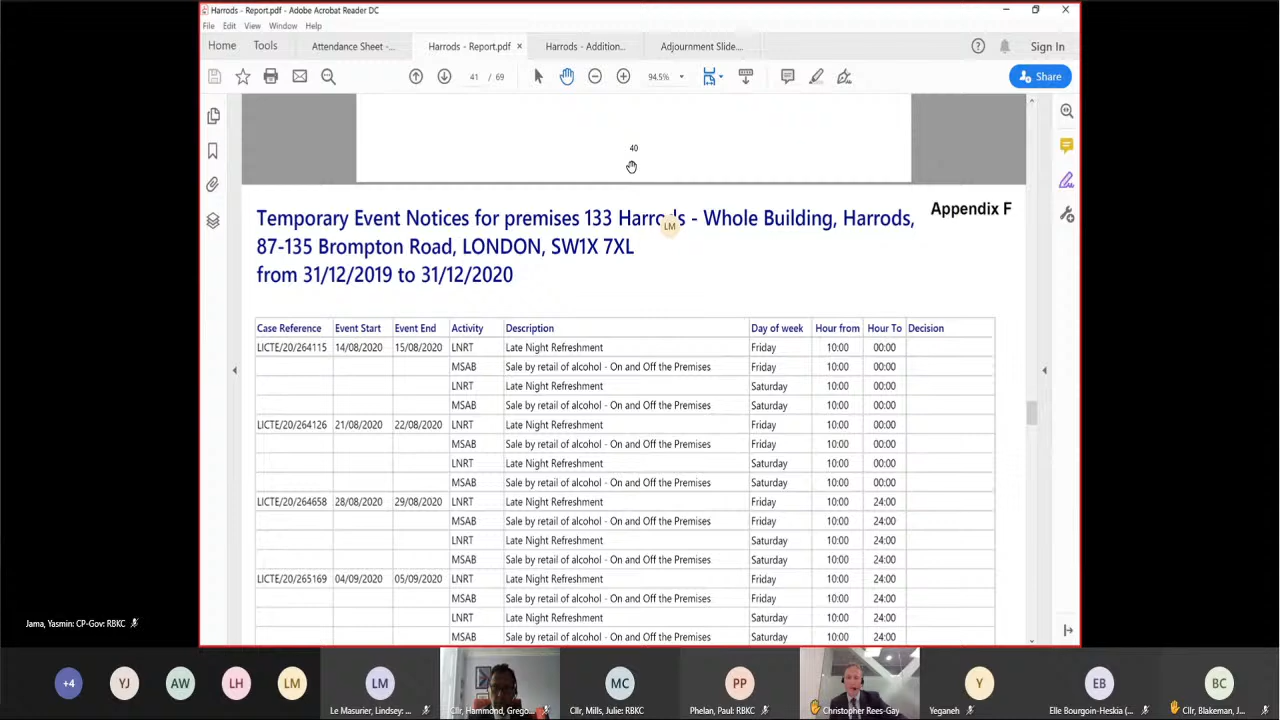 Harrods - Report.pdf - Adobe Acrobat Reader DC
File Edit View Window Help
Home Tools Attendance Sheet -... Harrods - Report.pdf × Harrods - Addition... Adjournment Slide... Sign In
41 / 69 94.5% Share
40
Temporary Event Notices for premises 133 Harrods - Whole Building, Harrods, Appendix F
LM
87-135 Brompton Road, LONDON, SW1X 7XL
from 31/12/2019 to 31/12/2020
Case Reference Event Start Event End Activity Description Day of week Hour from Hour To Decision
LICTE/20/264115 14/08/2020 15/08/2020 LNRT Late Night Refreshment Friday 10:00 00:00
MSAB Sale by retail of alcohol - On and Off the Premises Friday 10:00 00:00
LNRT Late Night Refreshment Saturday 10:00 00:00
MSAB Sale by retail of alcohol - On and Off the Premises Saturday 10:00 00:00
LICTE/20/264126 21/08/2020 22/08/2020 LNRT Late Night Refreshment Friday 10:00 00:00
MSAB Sale by retail of alcohol - On and Off the Premises Friday 10:00 00:00
LNRT Late Night Refreshment Saturday 10:00 00:00
MSAB Sale by retail of alcohol - On and Off the Premises Saturday 10:00 00:00
LICTE/20/264658 28/08/2020 29/08/2020 LNRT Late Night Refreshment Friday 10:00 24:00
MSAB Sale by retail of alcohol - On and Off the Premises Friday 10:00 24:00
LNRT Late Night Refreshment Saturday 10:00 24:00
MSAB Sale by retail of alcohol - On and Off the Premises Saturday 10:00 24:00
LICTE/20/265169 04/09/2020 05/09/2020 LNRT Late Night Refreshment Friday 10:00 24:00
MSAB Sale by retail of alcohol - On and Off the Premises Friday 10:00 24:00
LNRT Late Night Refreshment Saturday 10:00 24:00
MSAB Sale by retail of alcohol - On and Off the Premises Saturday 10:00 24:00
Jama, Yasmin: CP-Gov: RBKC
+4 YJ AW LH LM LM MC PP Y EB BC
Le Masurier, Lindsey: ... Cllr, Hammond, Grego... Cllr, Mills, Julie: RBKC Phelan, Paul: RBKC Christopher Rees-Gay Yeganeh Elle Bourgoin-Heskia (... Cllr, Blakeman, J...